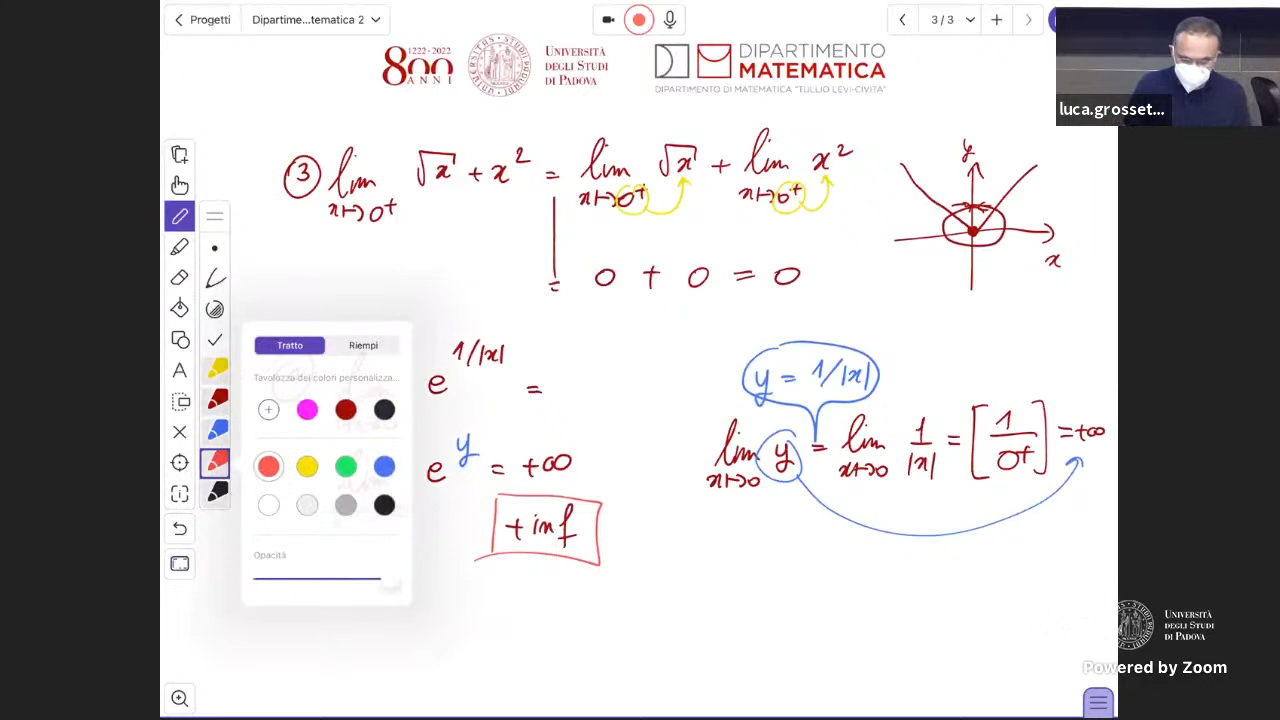 Progetti
Dipartime...tematica 2
3 / 3
1222 · 2022
800
ANNI
UNIVERSITÀ
DEGLI STUDI
DI PADOVA
DIPARTIMENTO
MATEMATICA
DIPARTIMENTO DI MATEMATICA "TULLIO LEVI-CIVITA"
luca.grosset...
③ lim x→0⁺ √x + x² = lim x→0⁺ √x + lim x→0⁺ x²
y
x
= 0 + 0 = 0
Tratto
Riempi
Tavolozza dei colori personalizza...
Opacità
A
e^1/|x| =
y = 1/|x|
e^y = +∞
lim x→0 y = lim x→0 1/|x| = [1/0⁺] = +∞
+ inf
UNIVERSITÀ
DEGLI STUDI
DI PADOVA
Powered by Zoom